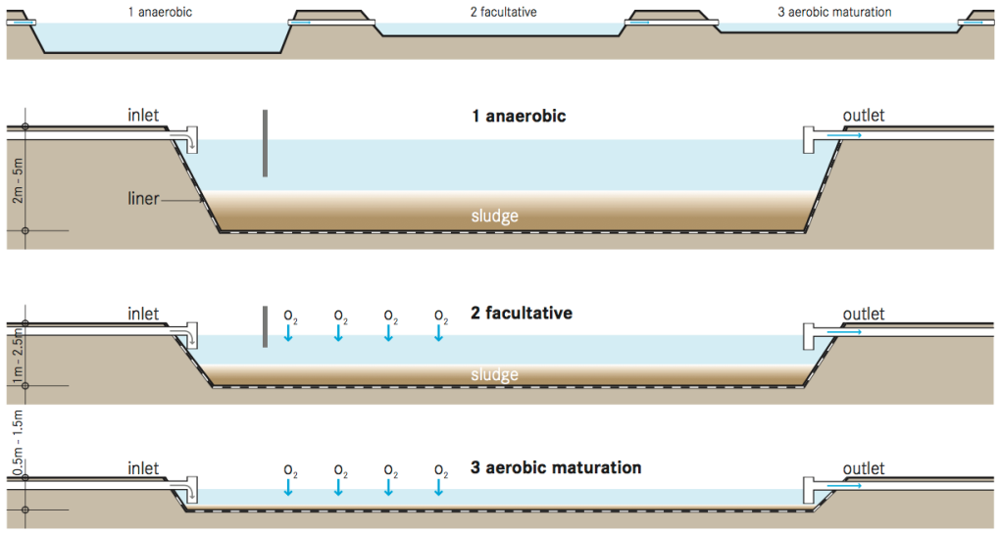 1 anaerobic
2 facultative
3 aerobic maturation
inlet
1 anaerobic
outlet
2m – 5m
liner
sludge
inlet
O2
O2
O2
O2
2 facultative
outlet
1m – 2.5m
sludge
0.5m – 1.5m
inlet
O2
O2
O2
O2
3 aerobic maturation
outlet